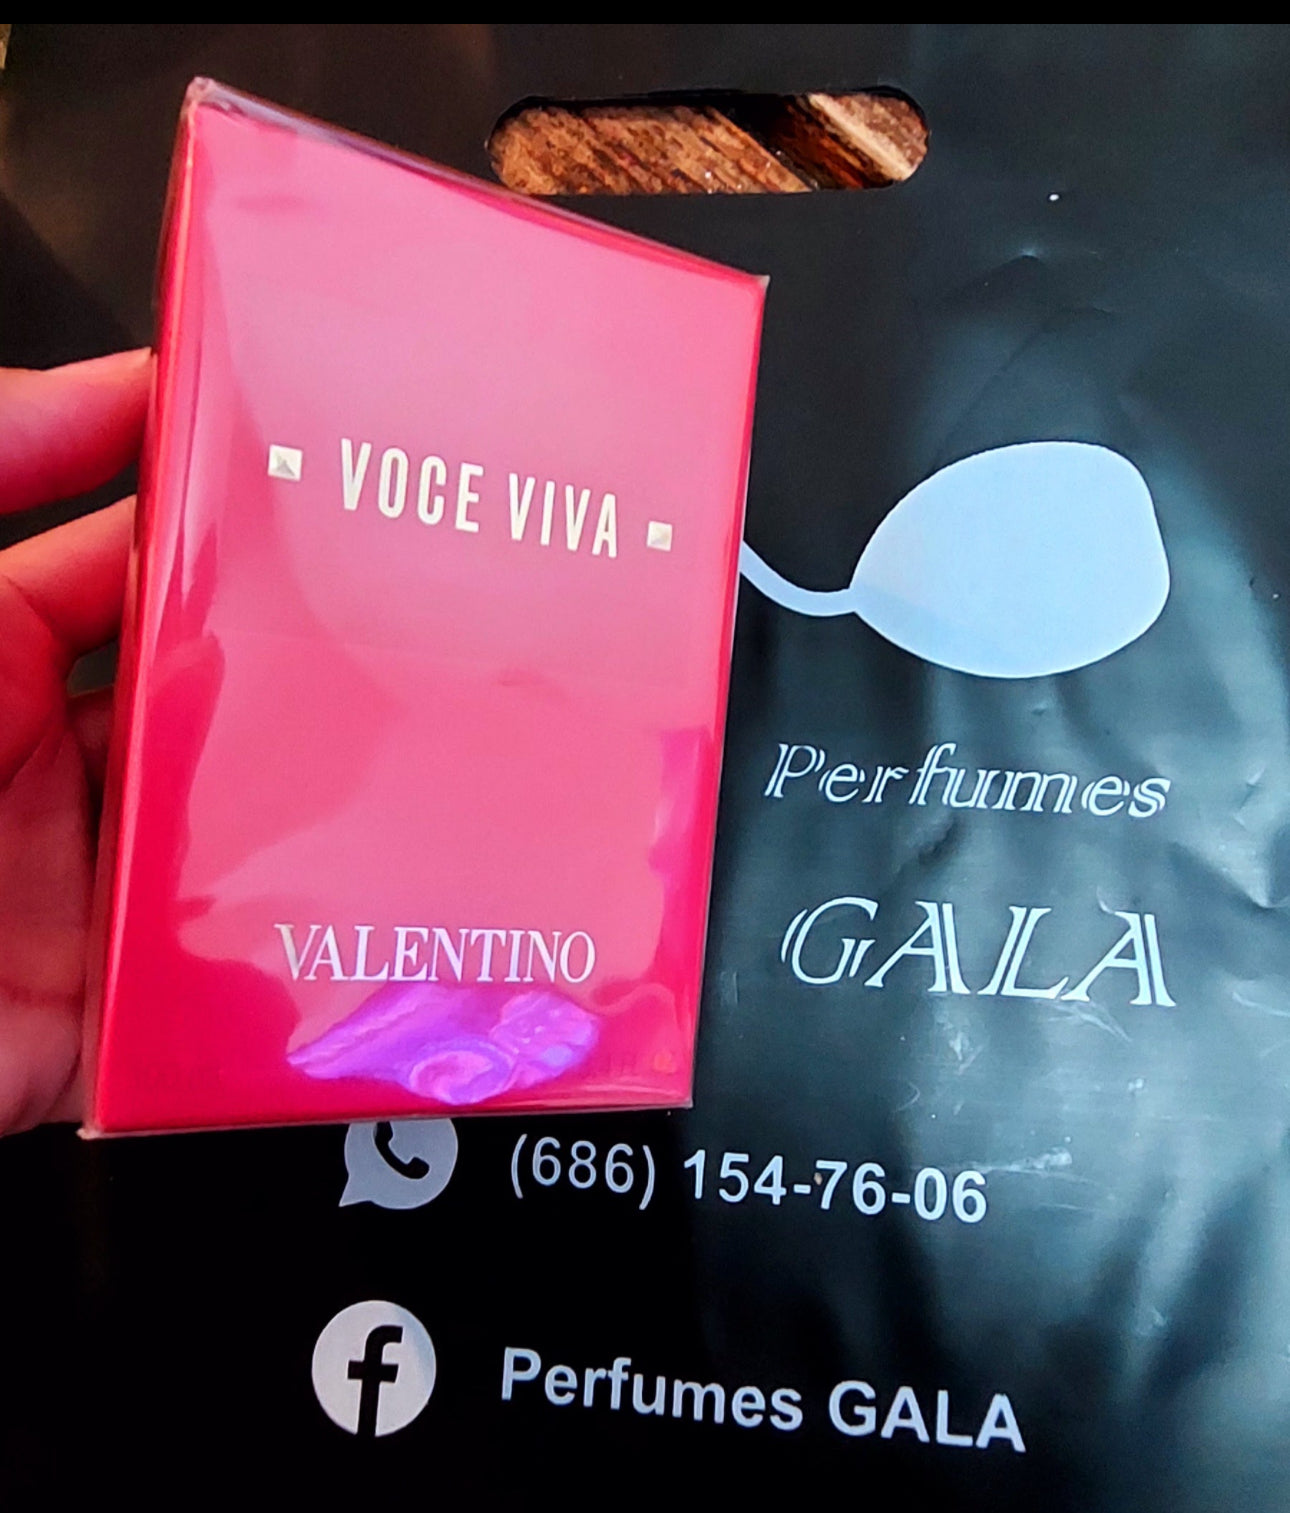 VOCE VIVA
VALENTINO
Perfumes
GALA
(686) 154-76-06
Perfumes GALA